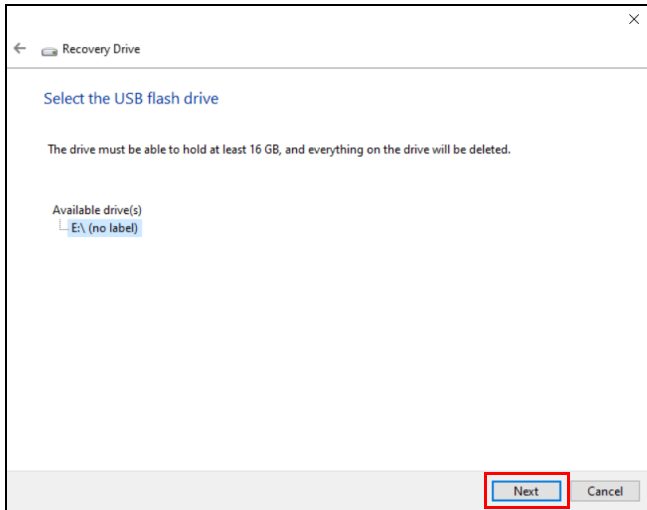 Recovery Drive
Select the USB flash drive
The drive must be able to hold at least 16 GB, and everything on the drive will be deleted.
Available drive(s)
E:\ (no label)
Next Cancel